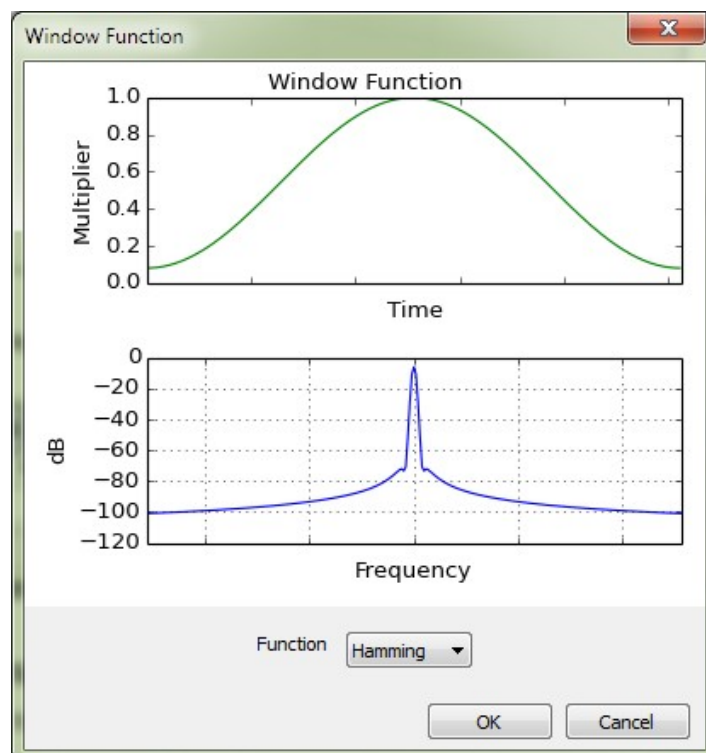 Window Function
Window Function
1.0
0.8
0.6
0.4
0.2
0.0
Multiplier
Time
0
−20
−40
−60
−80
−100
−120
dB
Frequency
Function Hamming
OK Cancel